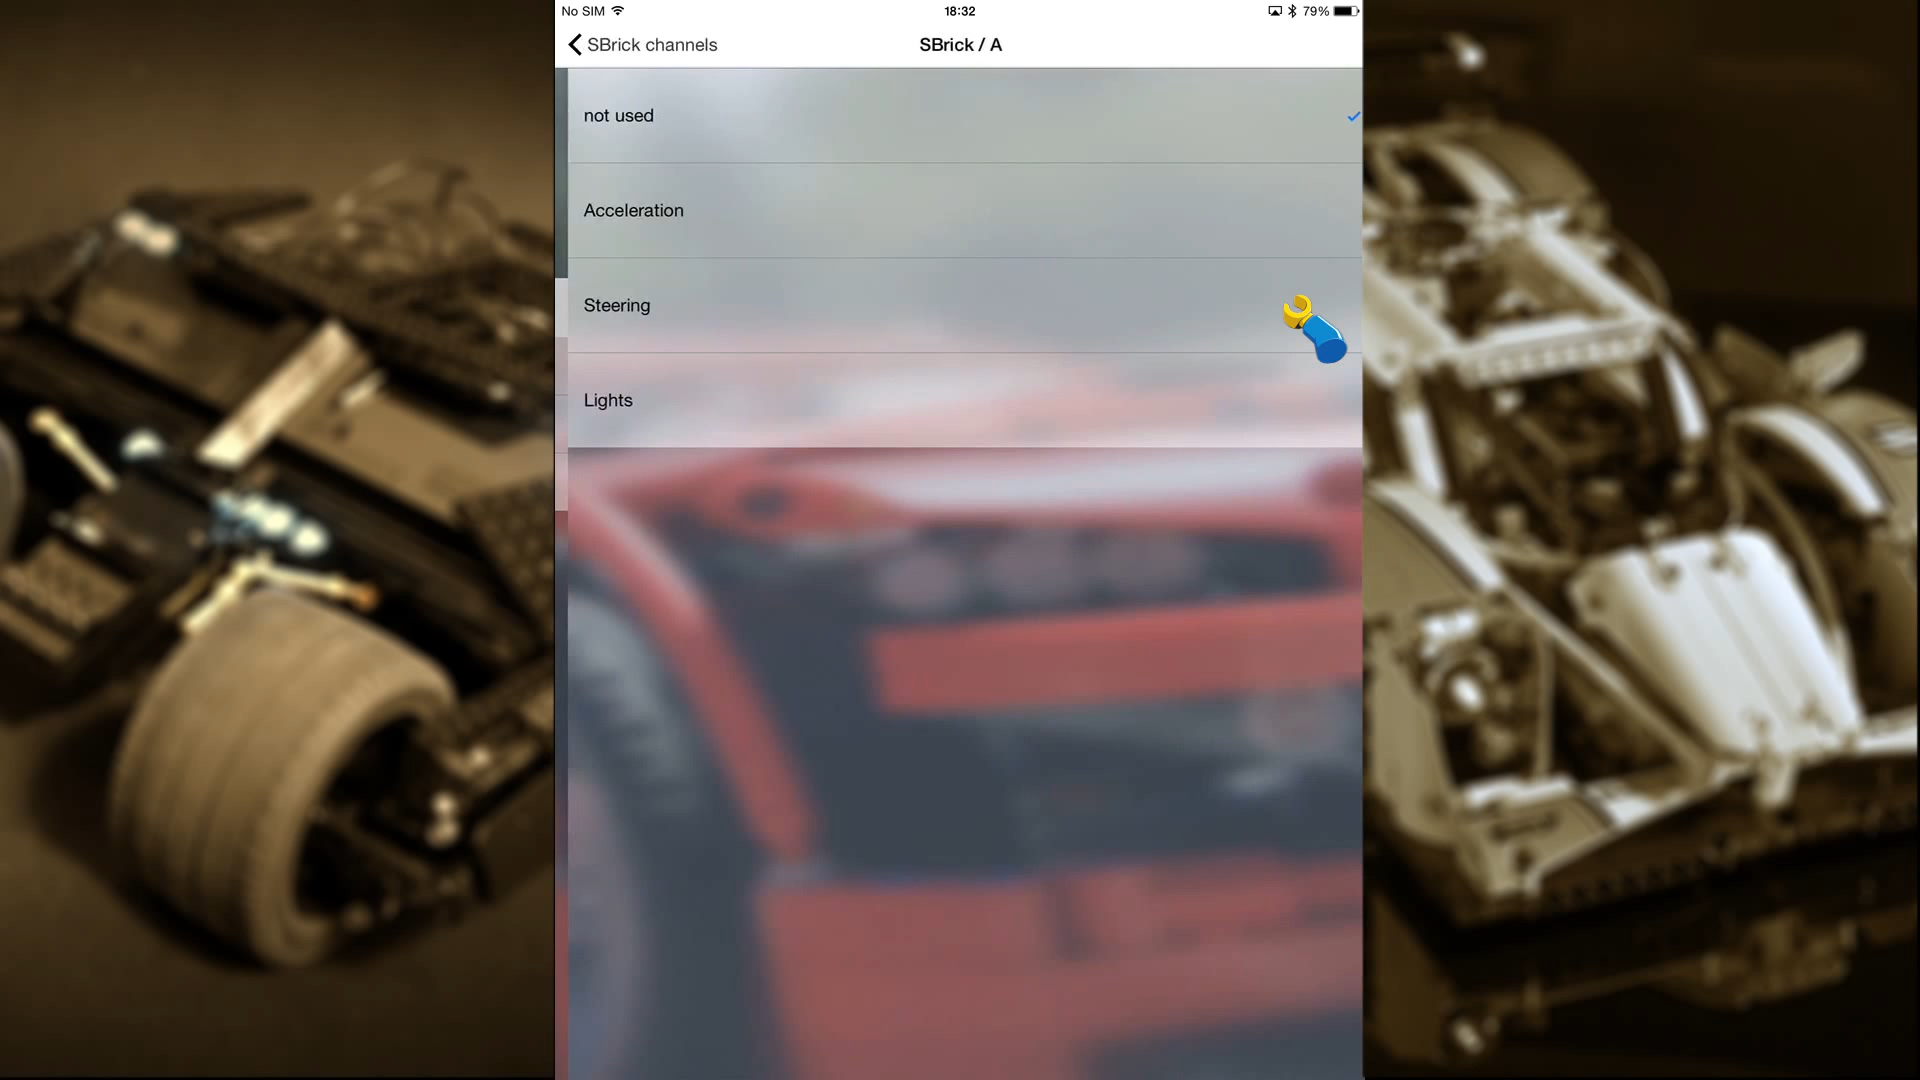 No SIM 18:32 79%
SBrick channels SBrick / A
not used
Acceleration
Steering
Lights